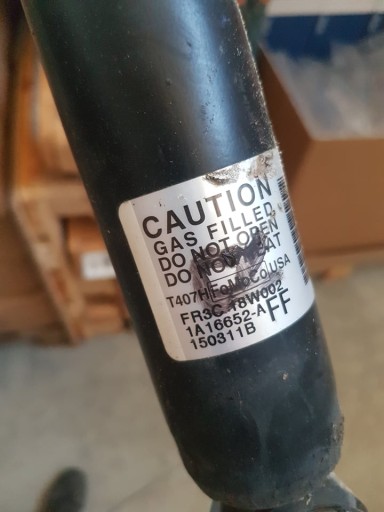 CAUTION
GAS FILLED
DO NOT OPEN
DO NOT HEAT
T407H FoMoCo USA
FR3C-18W002
1A16652-A FF
150311B